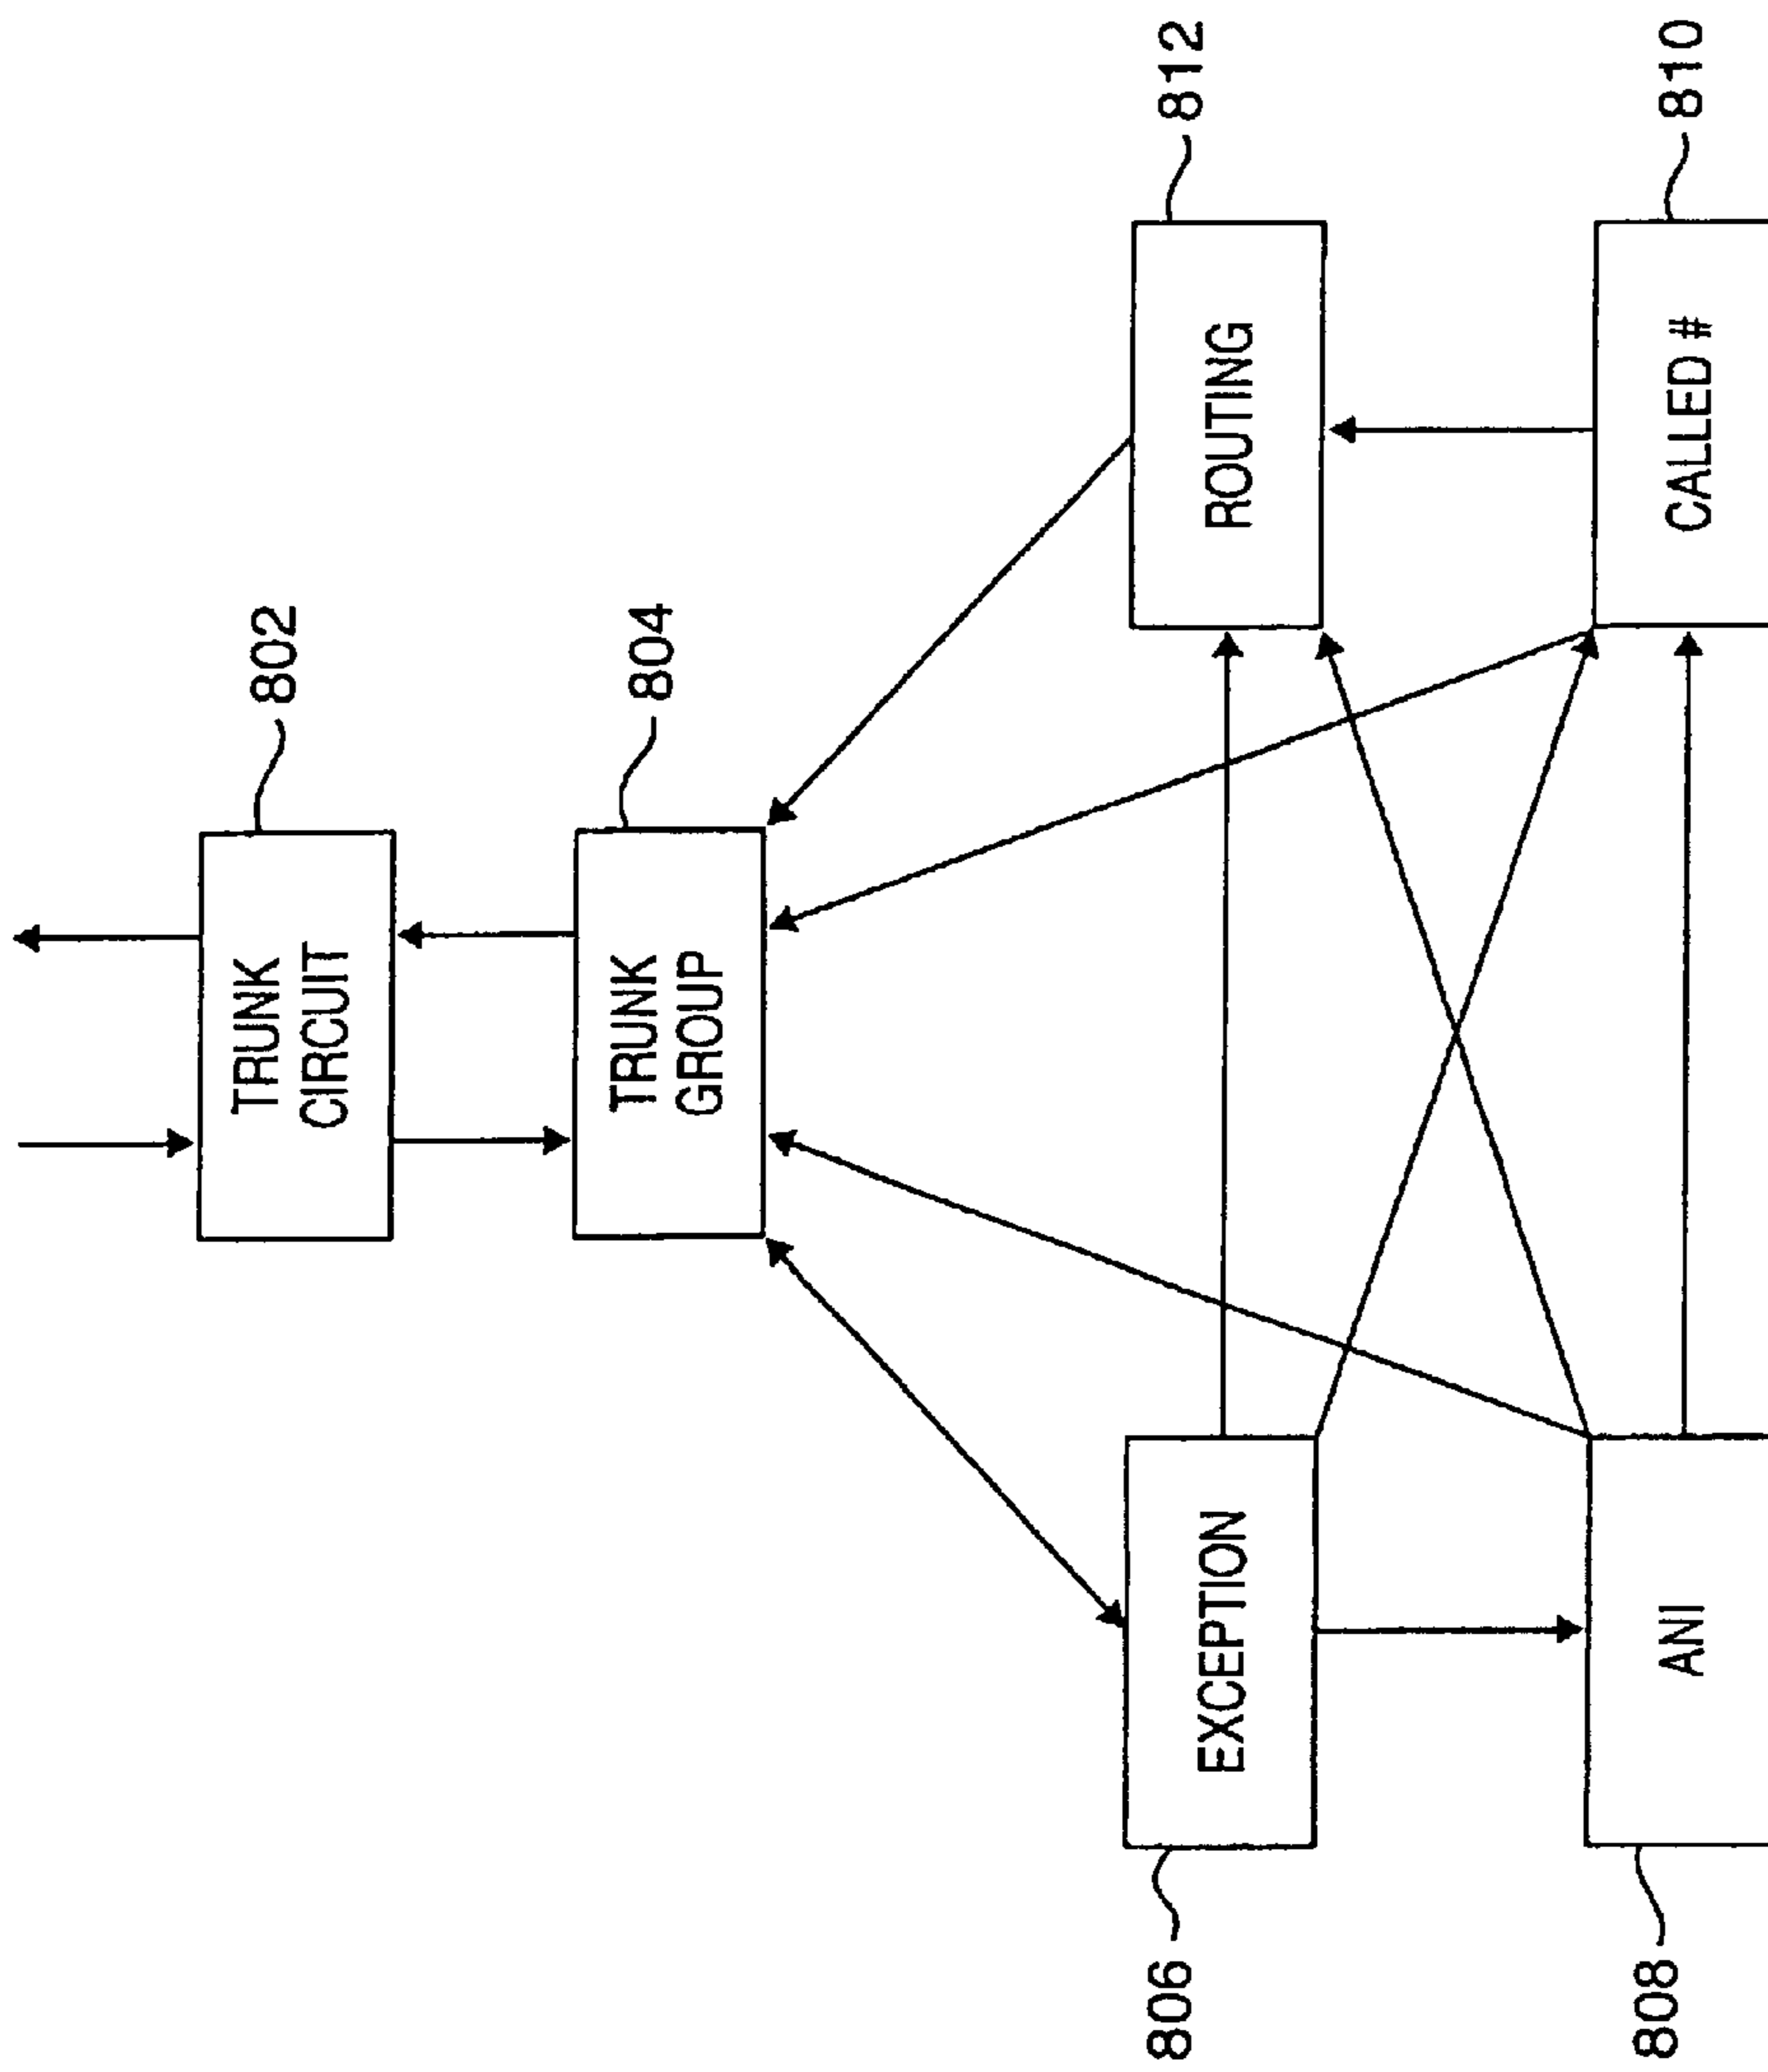 802
TRUNK
CIRCUIT
804
TRUNK
GROUP
806
EXCEPTION
812
ROUTING
808
ANI
810
CALLED #